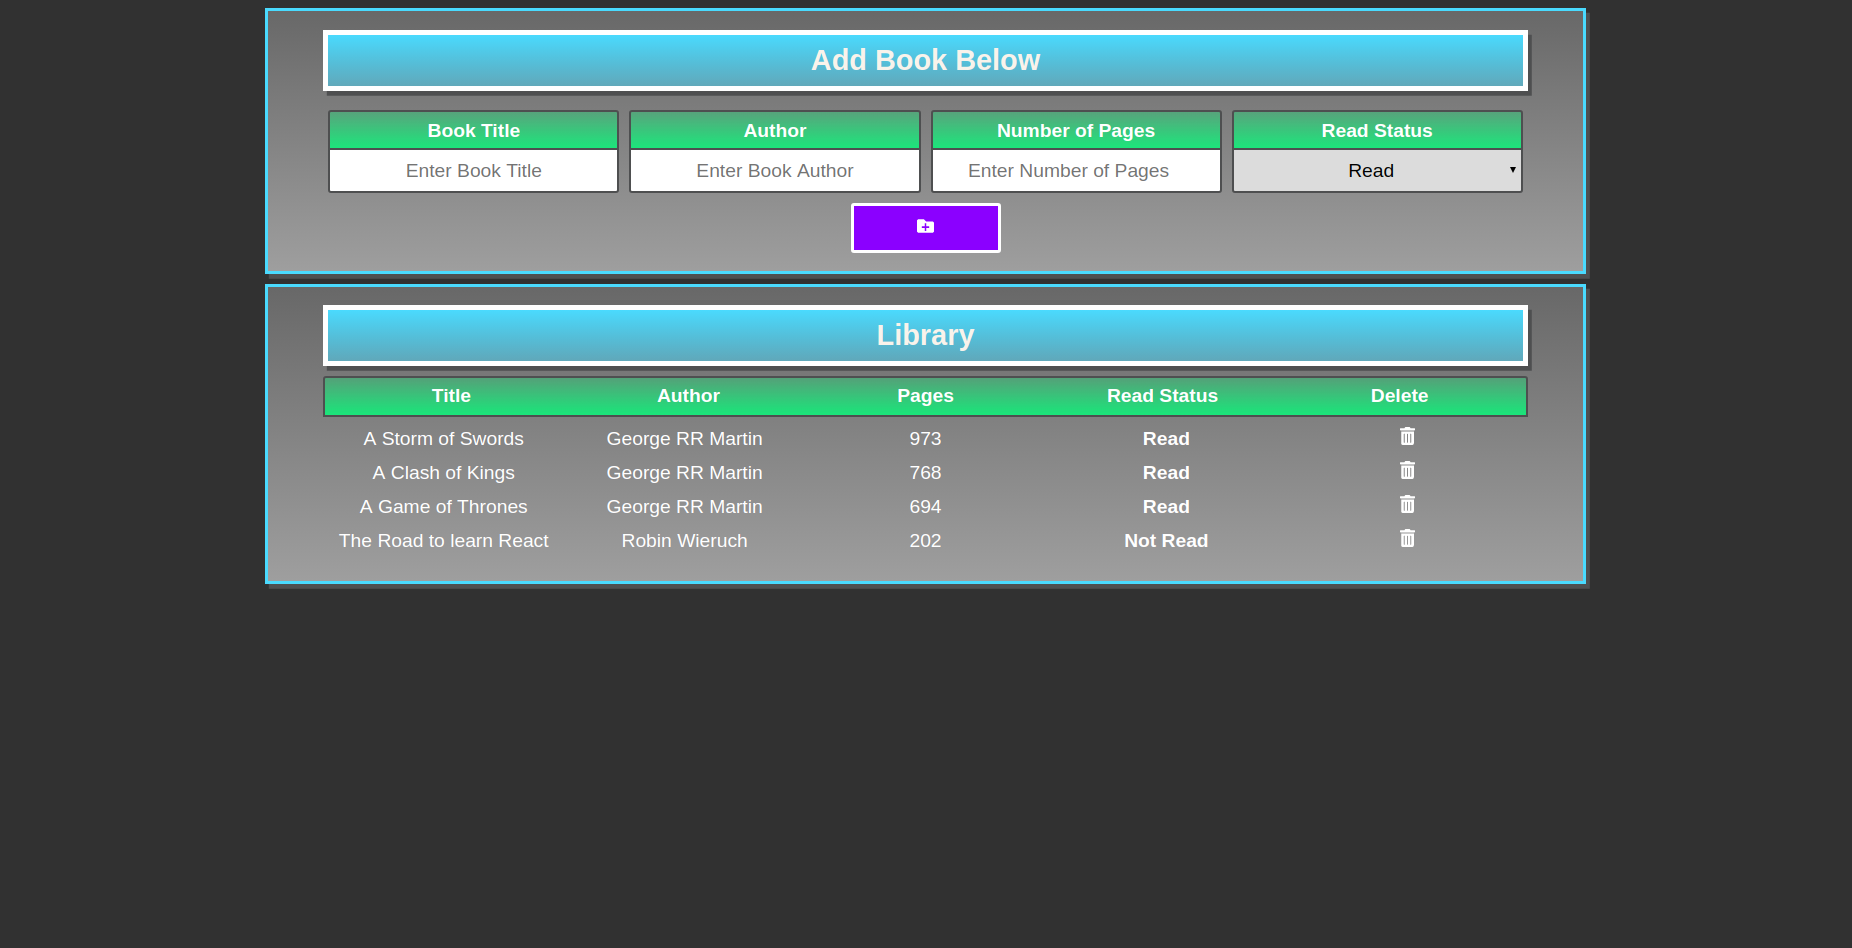 Add Book Below
Book Title Author Number of Pages Read Status
Enter Book Title Enter Book Author Enter Number of Pages Read
Library
Title Author Pages Read Status Delete
A Storm of Swords George RR Martin 973 Read
A Clash of Kings George RR Martin 768 Read
A Game of Thrones George RR Martin 694 Read
The Road to learn React Robin Wieruch 202 Not Read